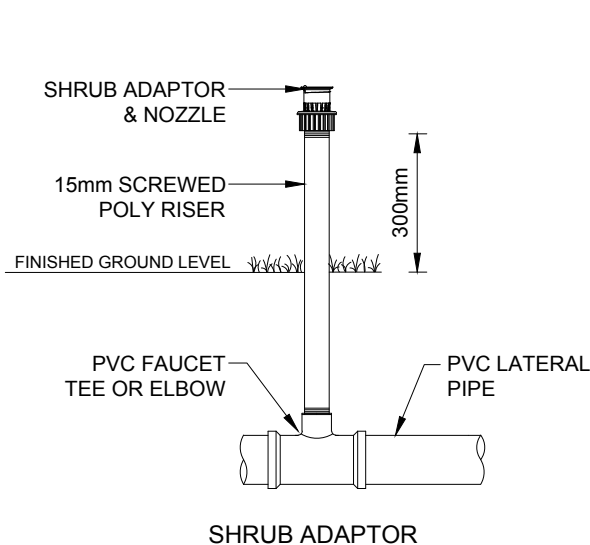 SHRUB ADAPTOR
& NOZZLE
15mm SCREWED
POLY RISER
300mm
FINISHED GROUND LEVEL
PVC FAUCET
TEE OR ELBOW
PVC LATERAL
PIPE
SHRUB ADAPTOR